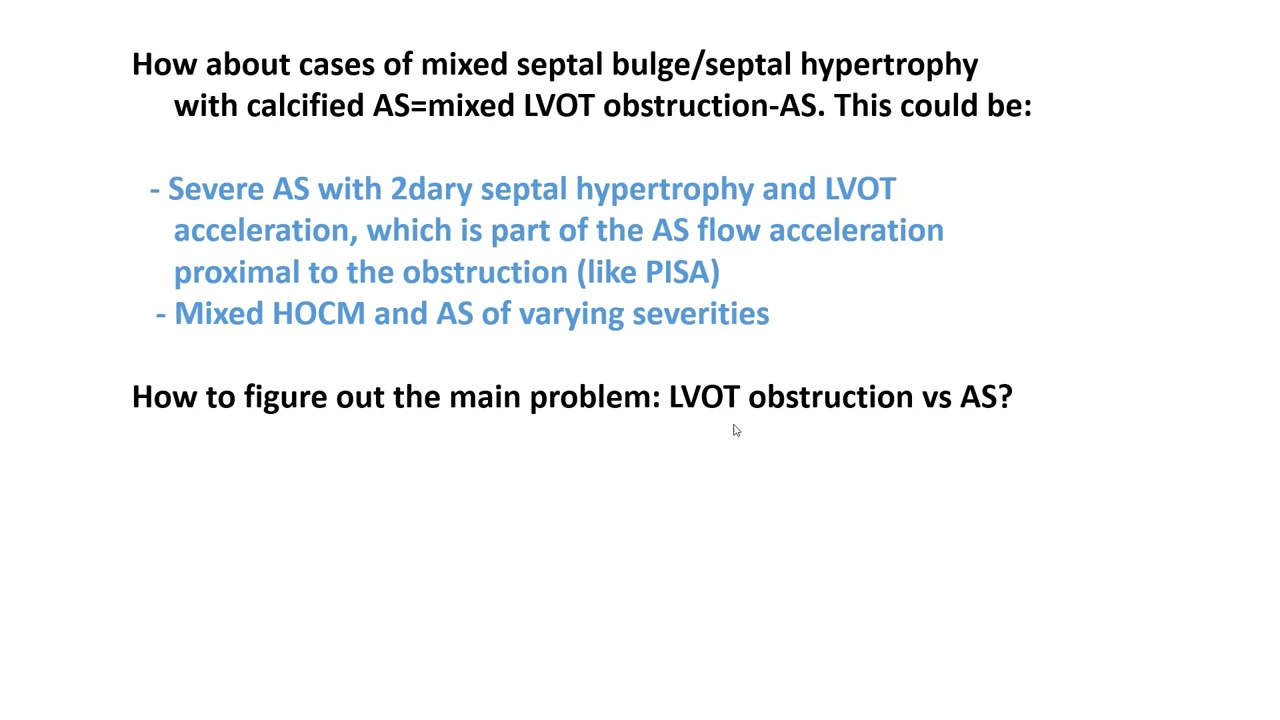 How about cases of mixed septal bulge/septal hypertrophy
with calcified AS=mixed LVOT obstruction-AS. This could be:
- Severe AS with 2dary septal hypertrophy and LVOT
acceleration, which is part of the AS flow acceleration
proximal to the obstruction (like PISA)
- Mixed HOCM and AS of varying severities
How to figure out the main problem: LVOT obstruction vs AS?